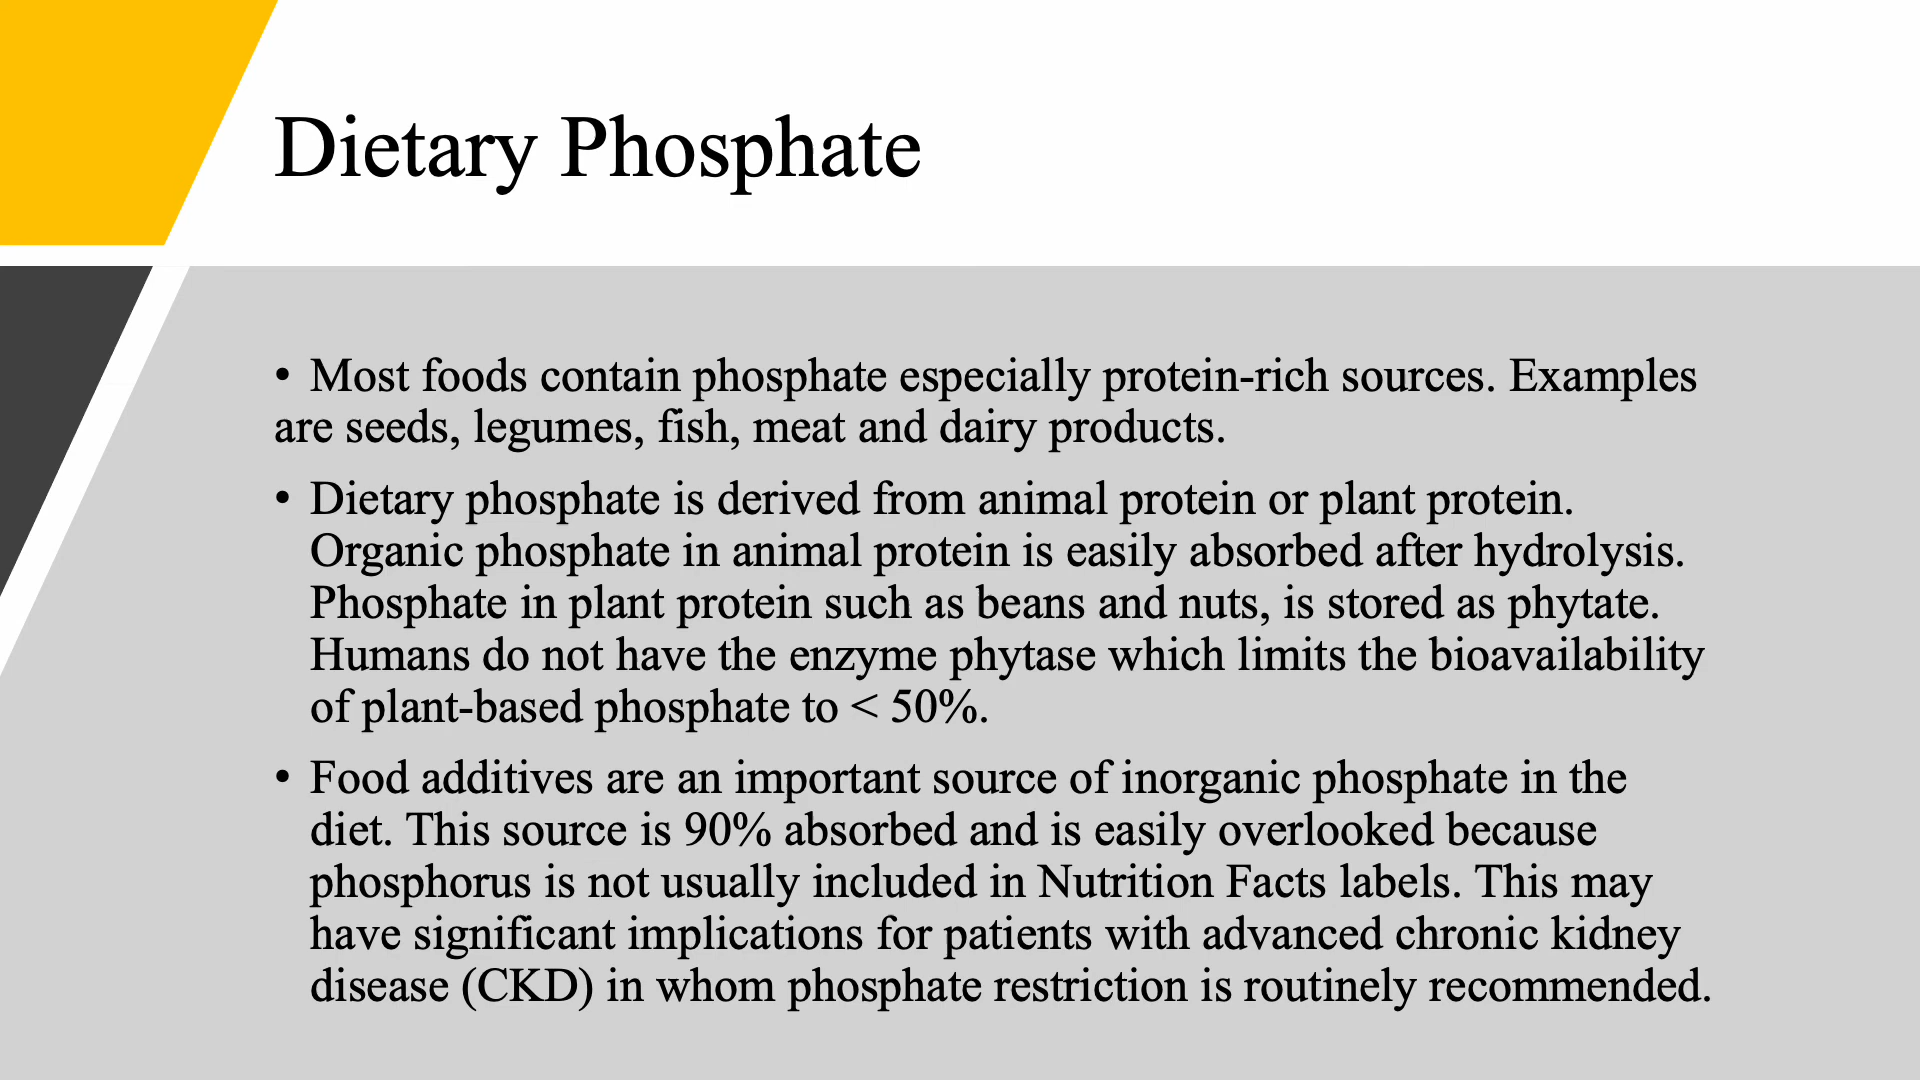 Dietary Phosphate
• Most foods contain phosphate especially protein-rich sources. Examples
are seeds, legumes, fish, meat and dairy products.
• Dietary phosphate is derived from animal protein or plant protein.
Organic phosphate in animal protein is easily absorbed after hydrolysis.
Phosphate in plant protein such as beans and nuts, is stored as phytate.
Humans do not have the enzyme phytase which limits the bioavailability
of plant-based phosphate to < 50%.
• Food additives are an important source of inorganic phosphate in the
diet. This source is 90% absorbed and is easily overlooked because
phosphorus is not usually included in Nutrition Facts labels. This may
have significant implications for patients with advanced chronic kidney
disease (CKD) in whom phosphate restriction is routinely recommended.